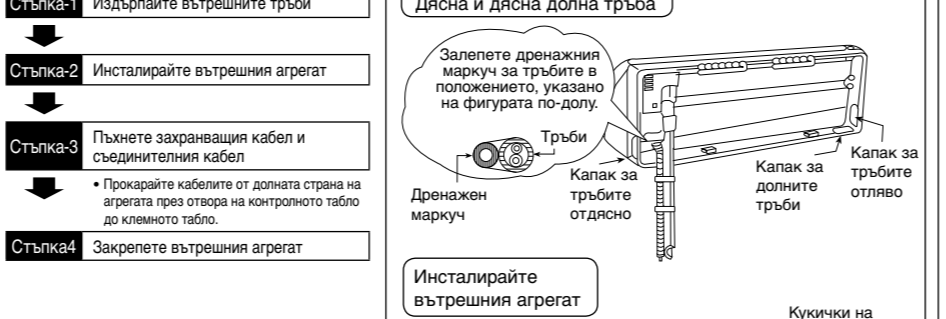 Стъпка-1 Издърпайте вътрешните тръби
Стъпка-2 Инсталирайте вътрешния агрегат
Стъпка-3 Пъхнете захранващия кабел и
съединителния кабел
• Прокарайте кабелите от долната страна на
агрегата през отвора на контролното табло
до клемното табло.
Стъпка4 Закрепете вътрешния агрегат
Дясна и дясна долна тръба
Залепете дренажния
маркуч за тръбите в
положението, указано
на фигурата по-долу.
Тръби
Дренажен
маркуч
Капак за
тръбите
отдясно
Капак за
долните
тръби
Капак за
тръбите
отляво
Инсталирайте
вътрешния агрегат
Кукички на